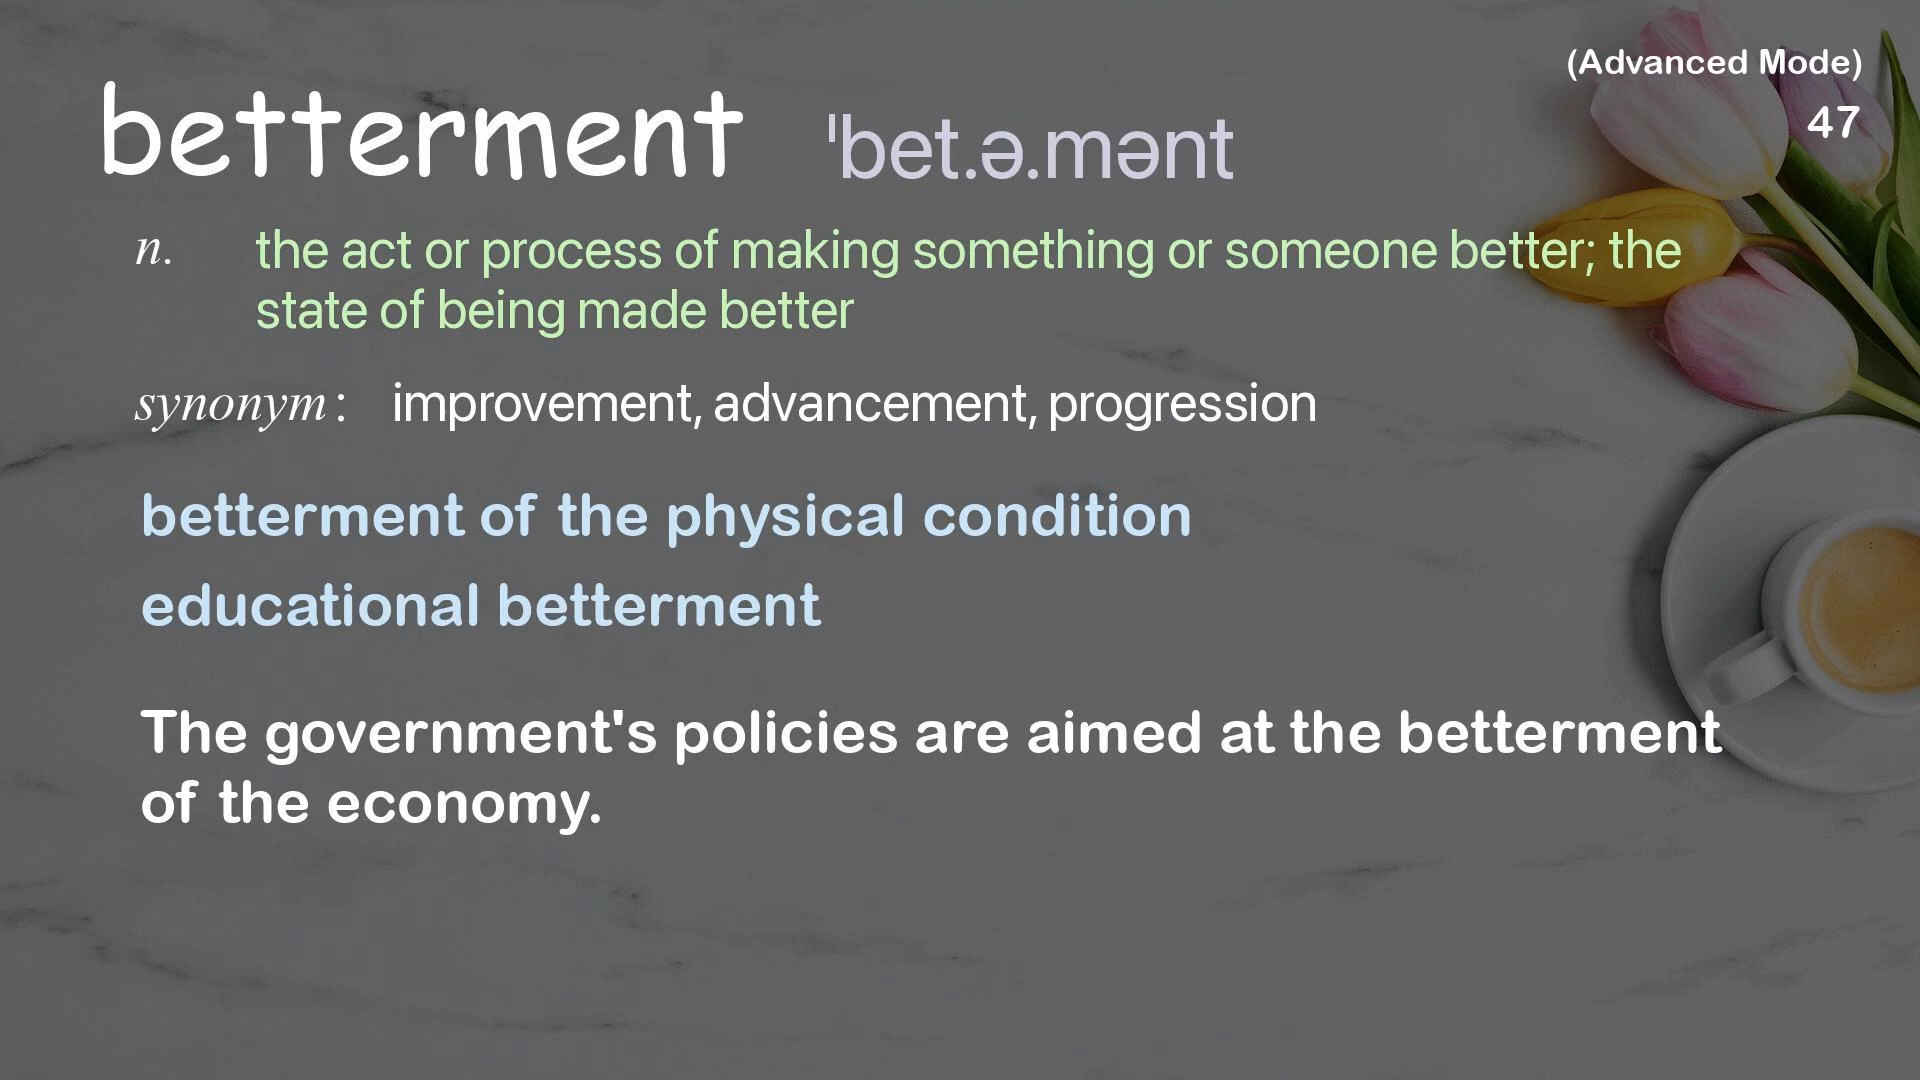 (Advanced Mode)
betterment ˈbet.ə.mənt
47
n. the act or process of making something or someone better; the
state of being made better
synonym: improvement, advancement, progression
betterment of the physical condition
educational betterment
The government's policies are aimed at the betterment
of the economy.